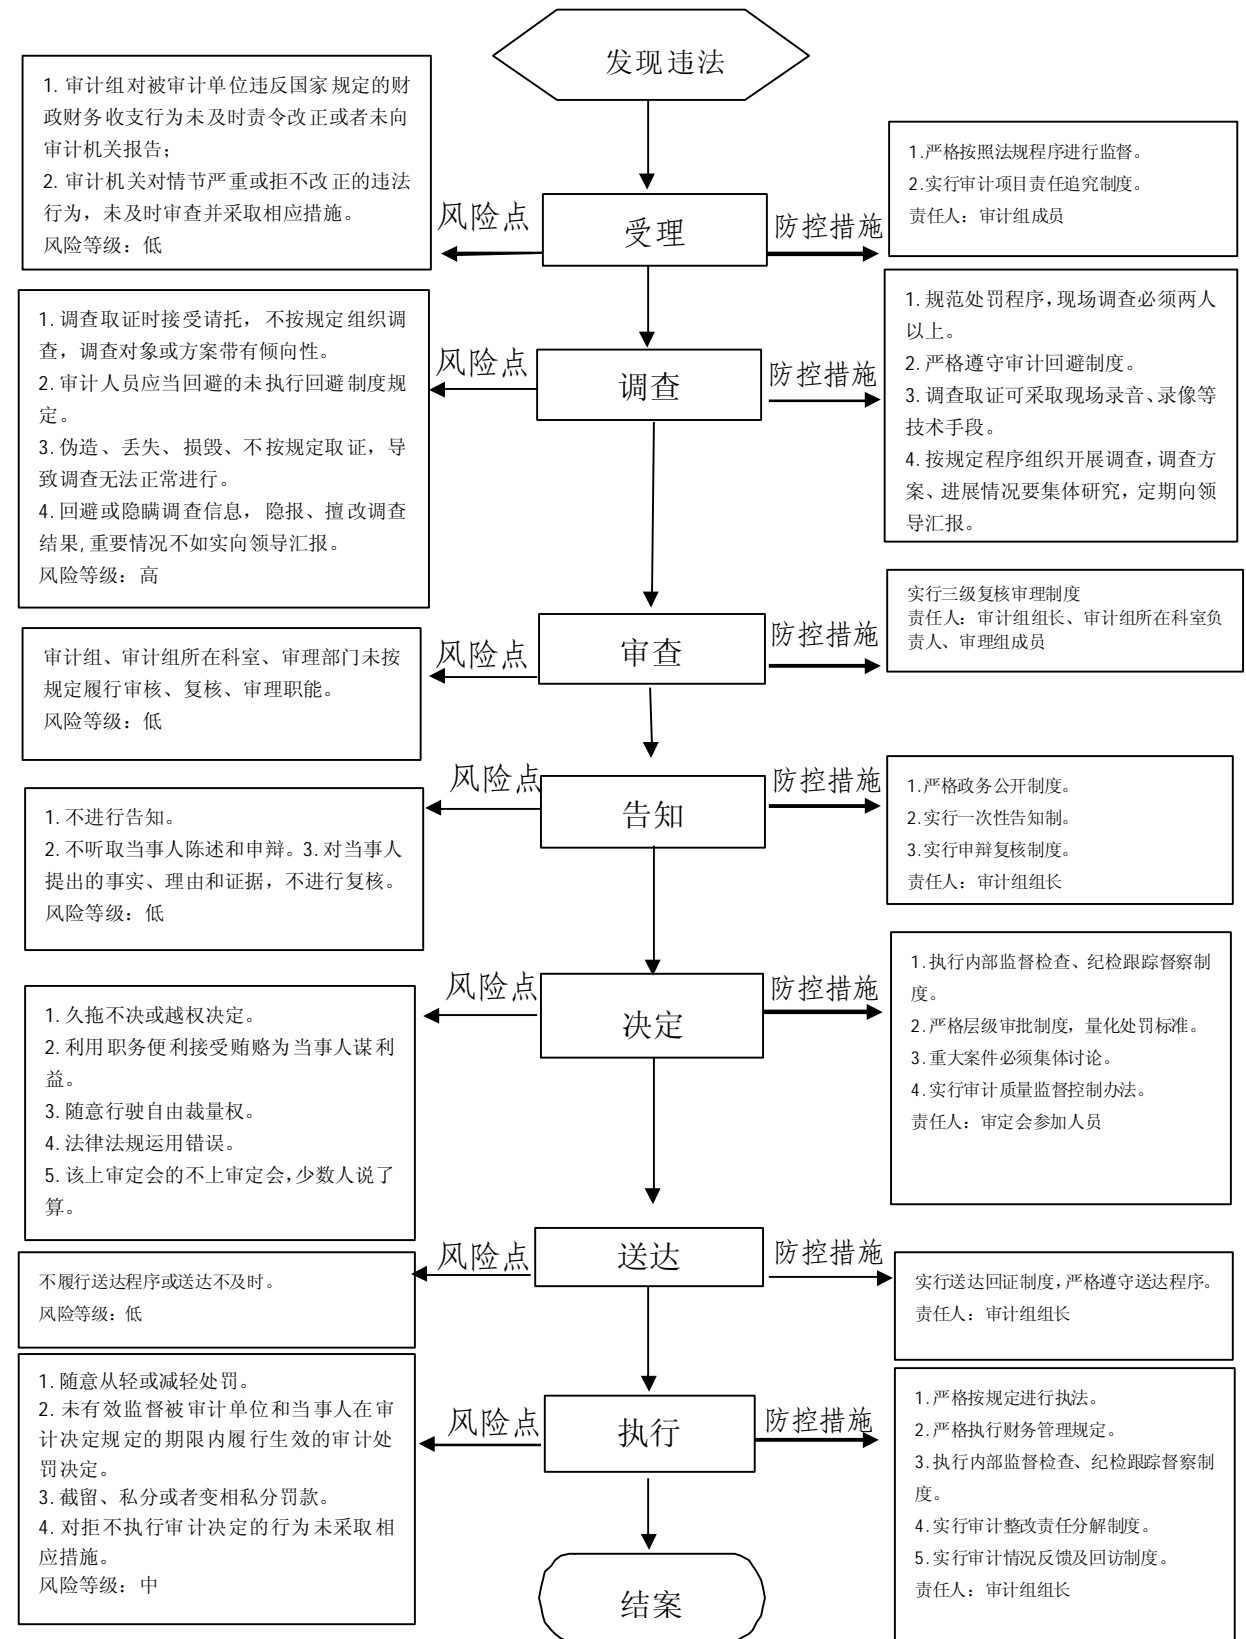 发现违法
1. 审计组对被审计单位违反国家规定的财
政财务收支行为未及时责令改正或者未向
审计机关报告；
2. 审计机关对情节严重或拒不改正的违法
行为，未及时审查并采取相应措施。
风险等级：低
风险点
受理
防控措施
1.严格按照法规程序进行监督。
2.实行审计项目责任追究制度。
责任人：审计组成员
1. 调查取证时接受请托，不按规定组织调
查，调查对象或方案带有倾向性。
2. 审计人员应当回避的未执行回避制度规
定。
3. 伪造、丢失、损毁、不按规定取证，导
致调查无法正常进行。
4. 回避或隐瞒调查信息，隐报、擅改调查
结果,重要情况不如实向领导汇报。
风险等级：高
风险点
调查
防控措施
1. 规范处罚程序，现场调查必须两人
以上。
2. 严格遵守审计回避制度。
3. 调查取证可采取现场录音、录像等
技术手段。
4. 按规定程序组织开展调查，调查方
案、进展情况要集体研究，定期向领
导汇报。
审计组、审计组所在科室、审理部门未按
规定履行审核、复核、审理职能。
风险等级：低
风险点
审查
防控措施
实行三级复核审理制度
责任人：审计组组长、审计组所在科室负
责人、审理组成员
1. 不进行告知。
2. 不听取当事人陈述和申辩。3. 对当事人
提出的事实、理由和证据，不进行复核。
风险等级：低
风险点
告知
防控措施
1.严格政务公开制度。
2.实行一次性告知制。
3.实行申辩复核制度。
责任人：审计组组长
1. 久拖不决或越权决定。
2. 利用职务便利接受贿赂为当事人谋利
益。
3. 随意行驶自由裁量权。
4. 法律法规运用错误。
5. 该上审定会的不上审定会，少数人说了
算。
风险点
决定
防控措施
1.执行内部监督检查、纪检跟踪督察制
度。
2.严格层级审批制度，量化处罚标准。
3.重大案件必须集体讨论。
4.实行审计质量监督控制办法。
责任人：审定会参加人员
不履行送达程序或送达不及时。
风险等级：低
风险点
送达
防控措施
实行送达回证制度，严格遵守送达程序。
责任人：审计组组长
1. 随意从轻或减轻处罚。
2. 未有效监督被审计单位和当事人在审
计决定规定的期限内履行生效的审计处
罚决定。
3. 截留、私分或者变相私分罚款。
4. 对拒不执行审计决定的行为未采取相
应措施。
风险等级：中
风险点
执行
防控措施
1.严格按规定进行执法。
2.严格执行财务管理规定。
3.执行内部监督检查、纪检跟踪督察制
度。
4.实行审计整改责任分解制度。
5.实行审计情况反馈及回访制度。
责任人：审计组组长
结案